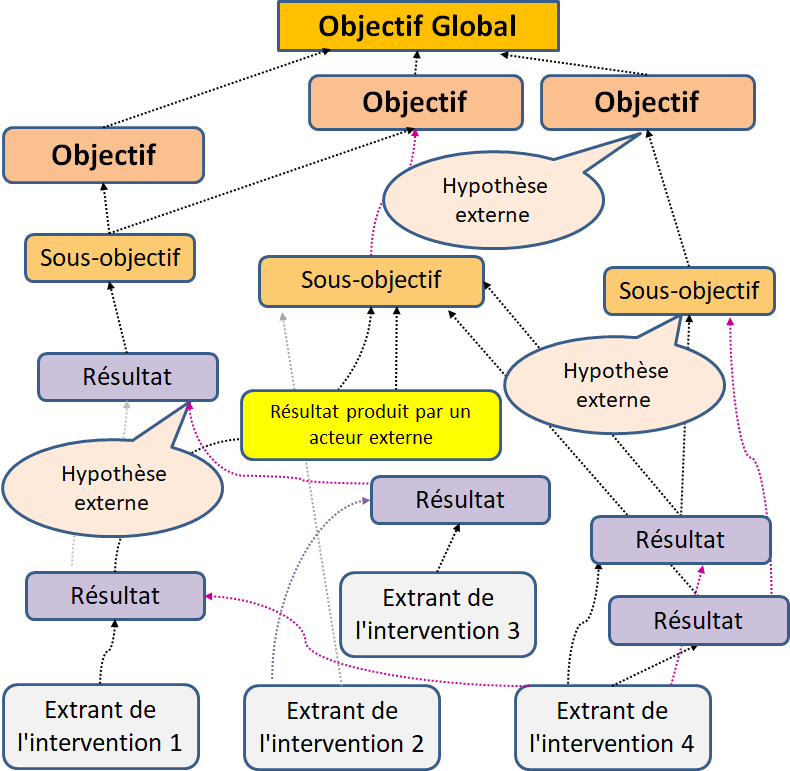 Objectif Global
Objectif
Objectif
Objectif
Hypothèse
externe
Sous-objectif
Sous-objectif
Sous-objectif
Résultat
Hypothèse
externe
Résultat produit par un
acteur externe
Hypothèse
externe
Résultat
Résultat
Résultat
Extrant de
l'intervention 3
Résultat
Extrant de
l'intervention 1
Extrant de
l'intervention 2
Extrant de
l'intervention 4